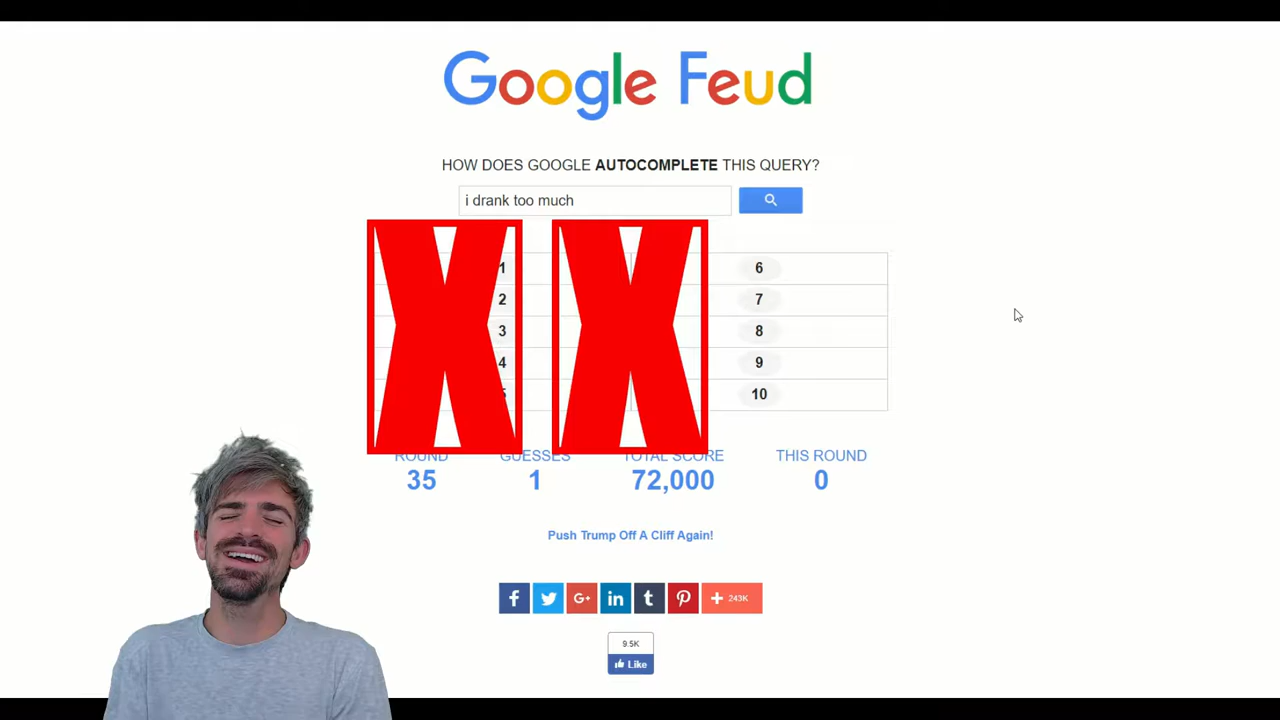 Google Feud
HOW DOES GOOGLE AUTOCOMPLETE THIS QUERY?
i drank too much
X X
1 6
2 7
3 8
4 9
5 10
ROUND GUESSES TOTAL SCORE THIS ROUND
35 1 72,000 0
Push Trump Off A Cliff Again!
f G+ in t + 243K
9.5K
Like